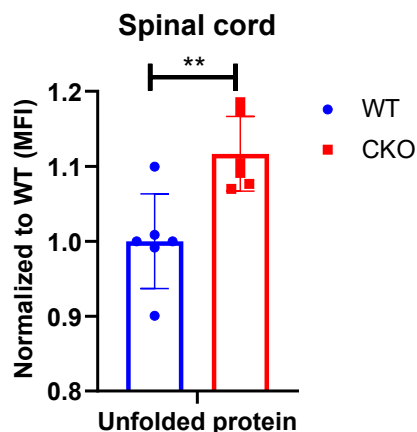 Spinal cord
**
Normalized to WT (MFI)
1.2
1.1
1.0
0.9
0.8
Unfolded protein
WT
CKO